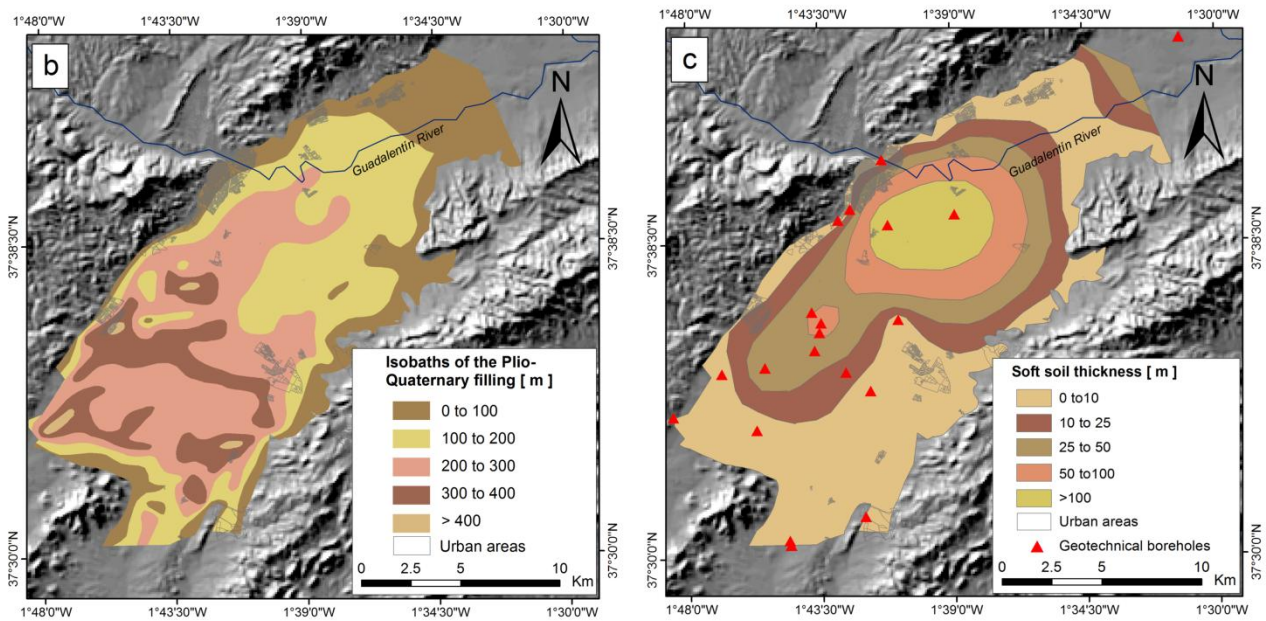 1°48'0"W 1°43'30"W 1°39'0"W 1°34'30"W 1°30'0"W
b
N
Guadalentin River
37°38'30"N
37°38'30"N
Isobaths of the Plio-
Quaternary filling [ m ]
0 to 100
100 to 200
200 to 300
300 to 400
> 400
Urban areas
0 5 10
Km
37°30'0"N
37°30'0"N
1°48'0"W 1°43'30"W 1°39'0"W 1°34'30"W 1°30'0"W
1°48'0"W 1°43'30"W 1°39'0"W 1°34'30"W 1°30'0"W
c
N
Guadalentin River
37°38'30"N
37°38'30"N
Soft soil thickness [ m ]
0 to10
10 to 25
25 to 50
50 to100
>100
Urban areas
Geotechnical boreholes
10 5 0 10
Km
37°30'0"N
37°30'0"N
1°48'0"W 1°43'30"W 1°39'0"W 1°34'30"W 1°30'0"W